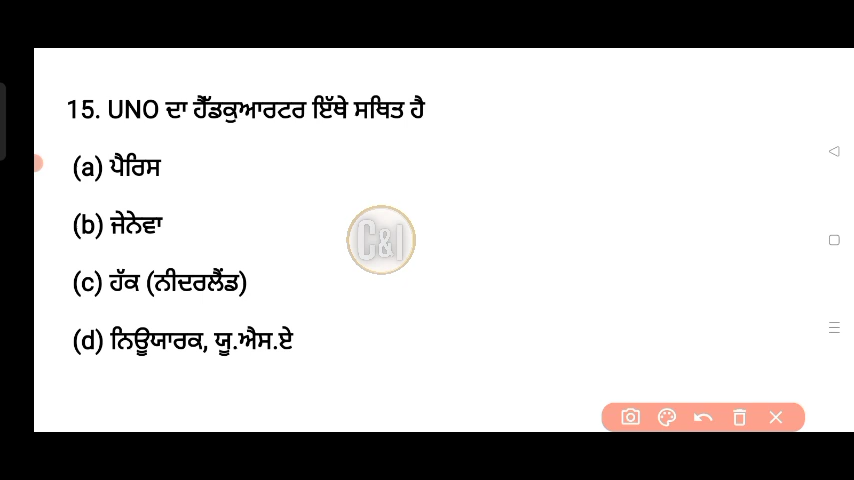 15. UNO ਦਾ ਹੈੱਡਕੁਆਰਟਰ ਇੱਥੇ ਸਥਿਤ ਹੈ
(a) ਪੈਰਿਸ
(b) ਜੇਨੇਵਾ
C&I
(c) ਹੱਕ (ਨੀਦਰਲੈਂਡ)
(d) ਨਿਊਯਾਰਕ, ਯੂ.ਐਸ.ਏ